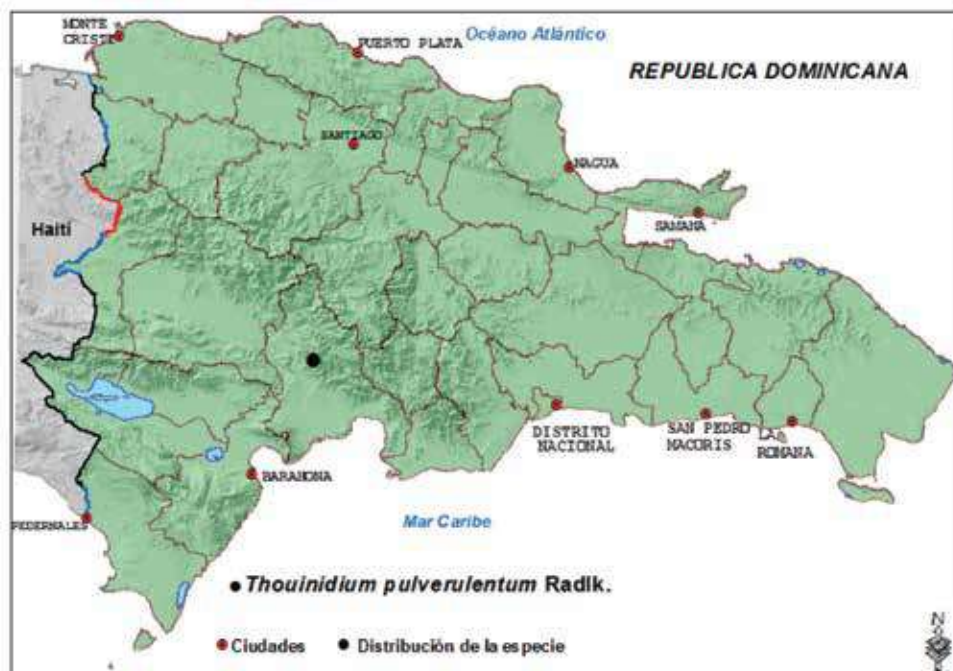 MONTE
CRISTI
PUERTO PLATA
Océano Atlántico
REPUBLICA DOMINICANA
SANTIAGO
NAGUA
SAMANA
Haití
DISTRITO
NACIONAL
SAN PEDRO
MACORIS
LA
ROMANA
BARAHONA
PEDERNALES
Mar Caribe
Thouinidium pulverulentum Radlk.
Ciudades
Distribución de la especie
N